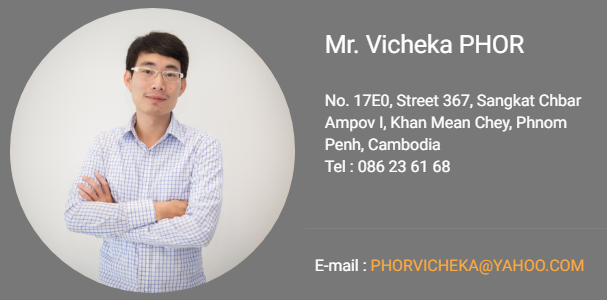 Mr. Vicheka PHOR
No. 17E0, Street 367, Sangkat Chbar
Ampov I, Khan Mean Chey, Phnom
Penh, Cambodia
Tel : 086 23 61 68
E-mail : PHORVICHEKA@YAHOO.COM